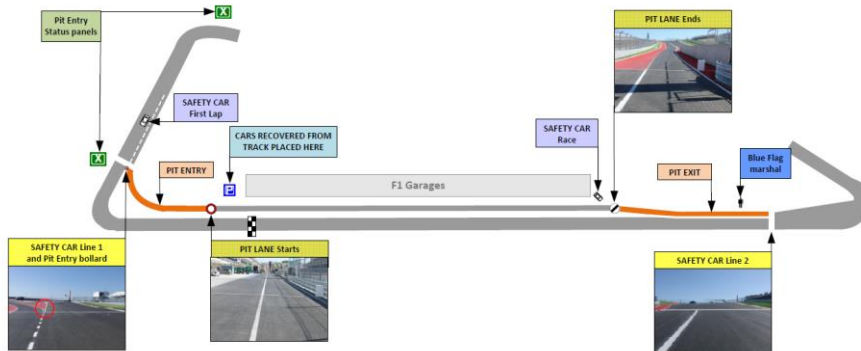 Pit Entry
Status panels
PIT LANE Ends
SAFETY CAR
First Lap
CARS RECOVERED FROM
TRACK PLACED HERE
SAFETY CAR
Race
Blue Flag
marshal
PIT ENTRY
P
F1 Garages
PIT EXIT
SAFETY CAR Line 1
and Pit Entry bollard
PIT LANE Starts
SAFETY CAR Line 2